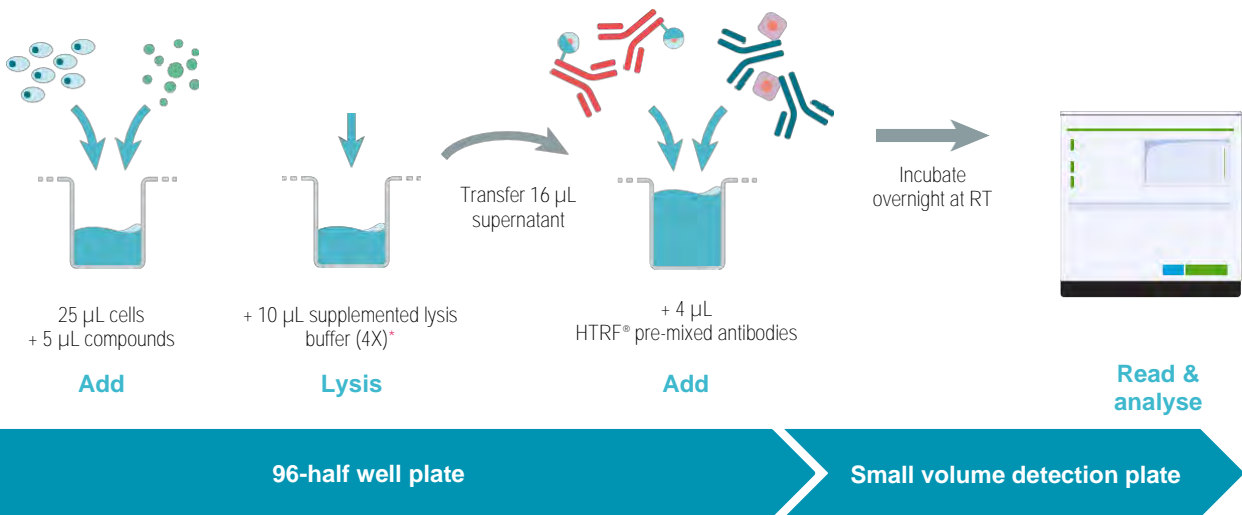 Transfer 16 µL
supernatant
Incubate
overnight at RT
25 µL cells
+ 5 µL compounds
+ 10 µL supplemented lysis
buffer (4X)*
+ 4 µL
HTRF® pre-mixed antibodies
Add
Lysis
Add
Read &
analyse
96-half well plate
Small volume detection plate